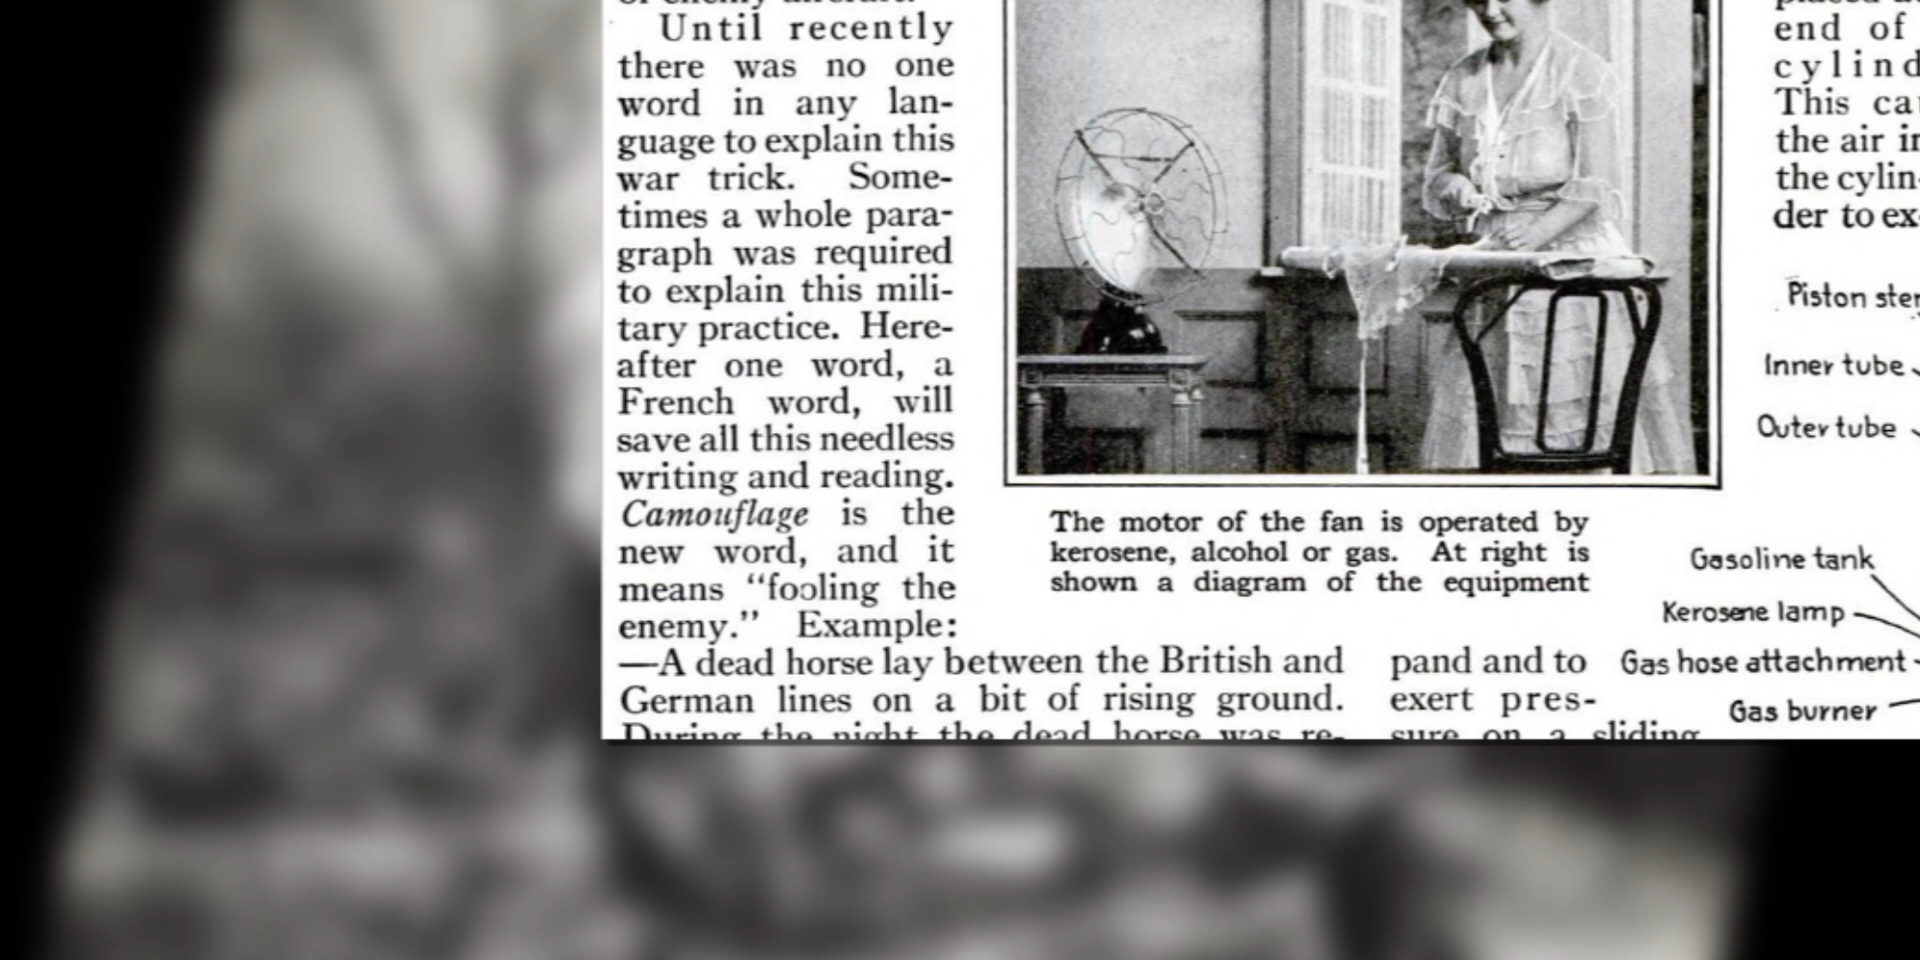 of enemy aircraft.
Until recently
there was no one
word in any lan-
guage to explain this
war trick. Some-
times a whole para-
graph was required
to explain this mili-
tary practice. Here-
after one word, a
French word, will
save all this needless
writing and reading.
Camouflage is the
new word, and it
means "fooling the
enemy." Example:
—A dead horse lay between the British and
German lines on a bit of rising ground.
During the night the dead horse was re-
The motor of the fan is operated by
kerosene, alcohol or gas. At right is
shown a diagram of the equipment
end of
cylind
This
the air
the cylin-
der to ex-
Piston
Inner tube
Outer tube
Gasoline tank
Kerosene lamp
Gas hose attachment
Gas burner
pand and to
exert pres-
sure on a sliding